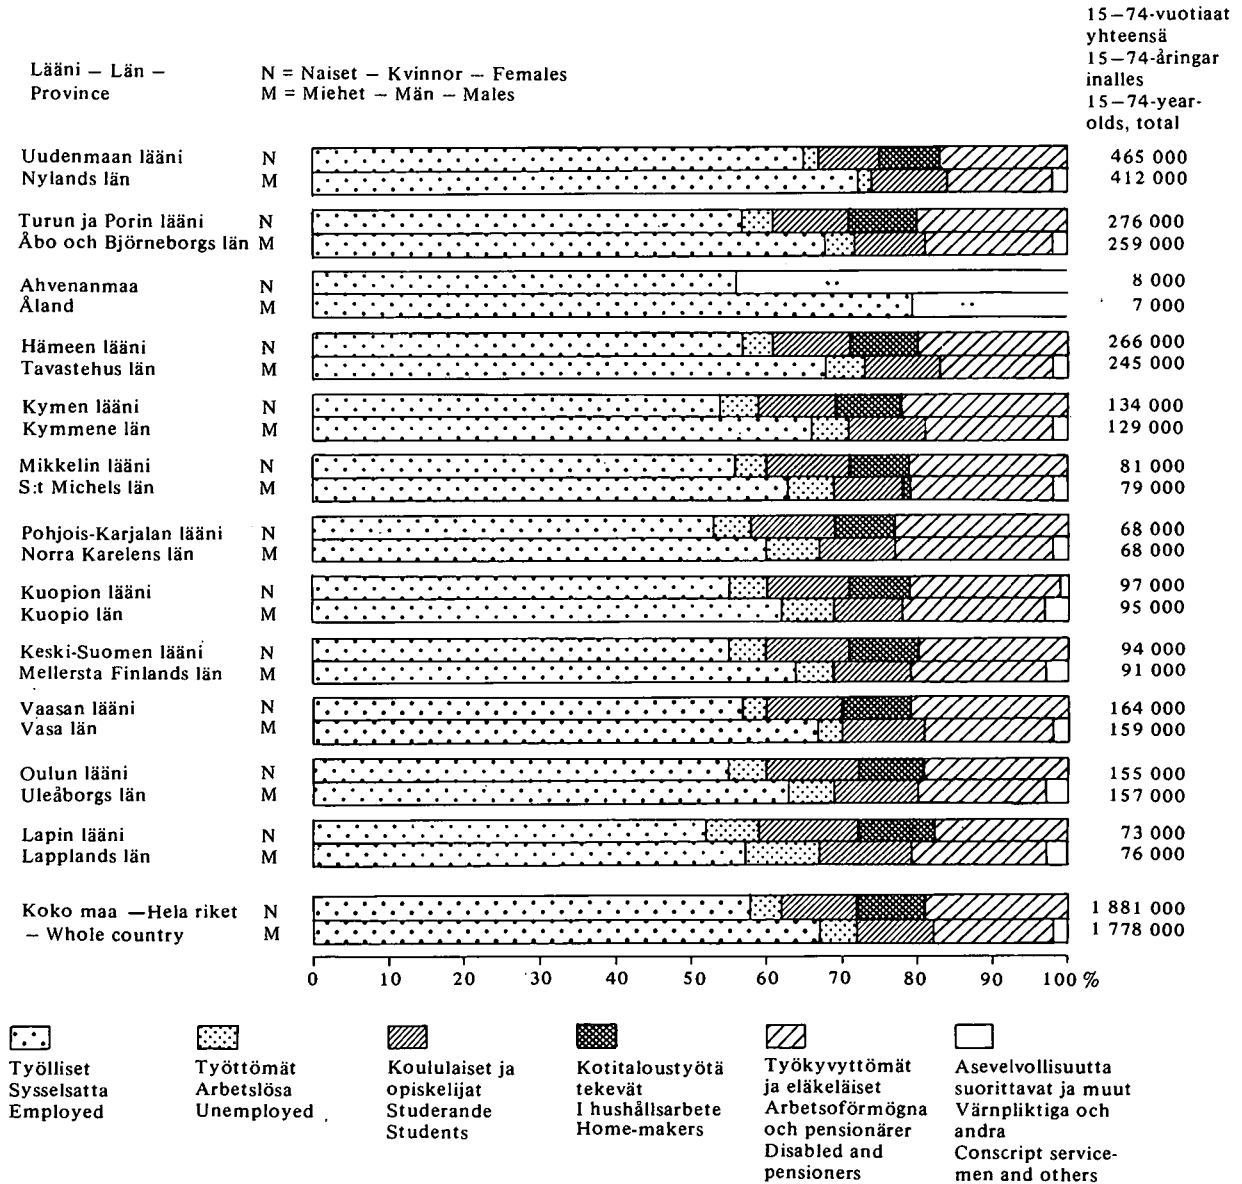 15–74-vuotiaat
yhteensä
15–74-åringar
inalles
15–74-year-
olds, total
Lääni – Län –
Province
N = Naiset – Kvinnor – Females
M = Miehet – Män – Males
Uudenmaan lääni N 465 000
Nylands län M 412 000
Turun ja Porin lääni N 276 000
Åbo och Björneborgs län M 259 000
Ahvenanmaa N .. 8 000
Åland M .. 7 000
Hämeen lääni N 266 000
Tavastehus län M 245 000
Kymen lääni N 134 000
Kymmene län M 129 000
Mikkelin lääni N 81 000
S:t Michels län M 79 000
Pohjois-Karjalan lääni N 68 000
Norra Karelens län M 68 000
Kuopion lääni N 97 000
Kuopio län M 95 000
Keski-Suomen lääni N 94 000
Mellersta Finlands län M 91 000
Vaasan lääni N 164 000
Vasa län M 159 000
Oulun lääni N 155 000
Uleåborgs län M 157 000
Lapin lääni N 73 000
Lapplands län M 76 000
Koko maa –Hela riket N 1 881 000
– Whole country M 1 778 000
0 10 20 30 40 50 60 70 80 90 100 %
Työlliset
Sysselsatta
Employed
Työttömät
Arbetslösa
Unemployed
Koululaiset ja
opiskelijat
Studerande
Students
Kotitaloustyötä
tekevät
I hushållsarbete
Home-makers
Työkyvyttömät
ja eläkeläiset
Arbetsoförmögna
och pensionärer
Disabled and
pensioners
Asevelvollisuutta
suorittavat ja muut
Värnpliktiga och
andra
Conscript service-
men and others